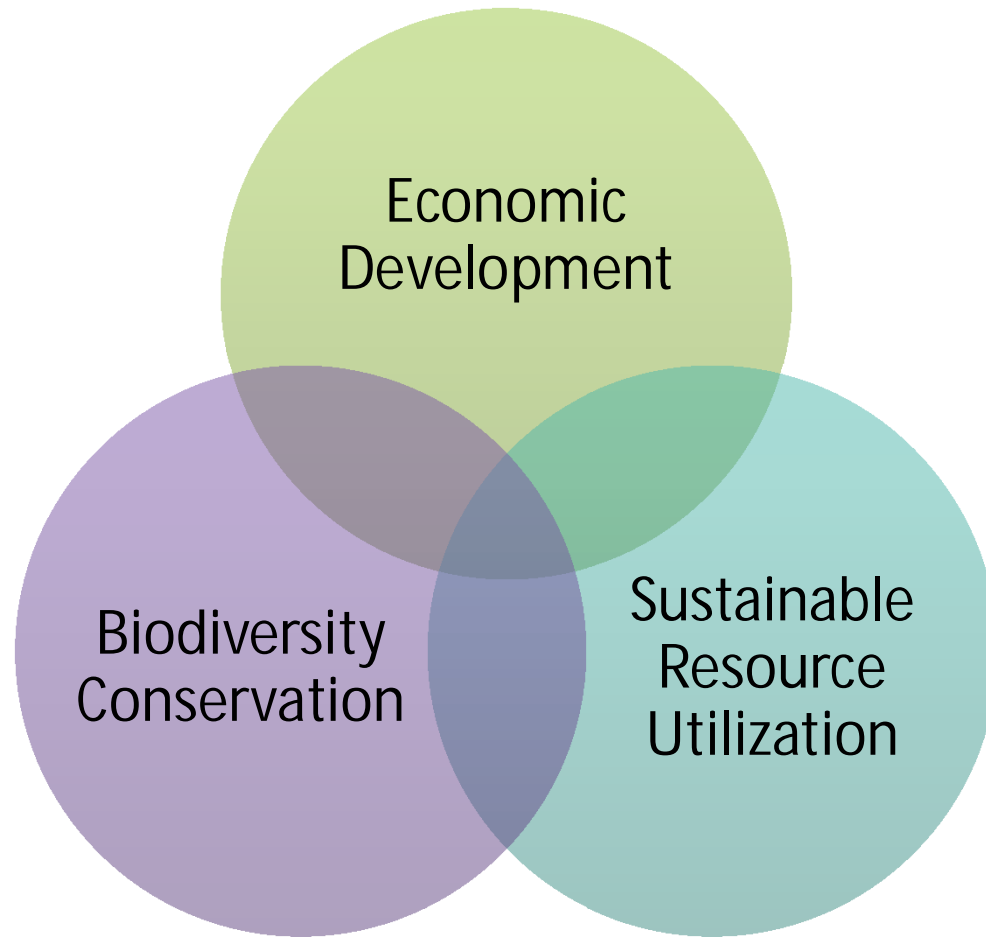 Economic
Development
Biodiversity
Conservation
Sustainable
Resource
Utilization